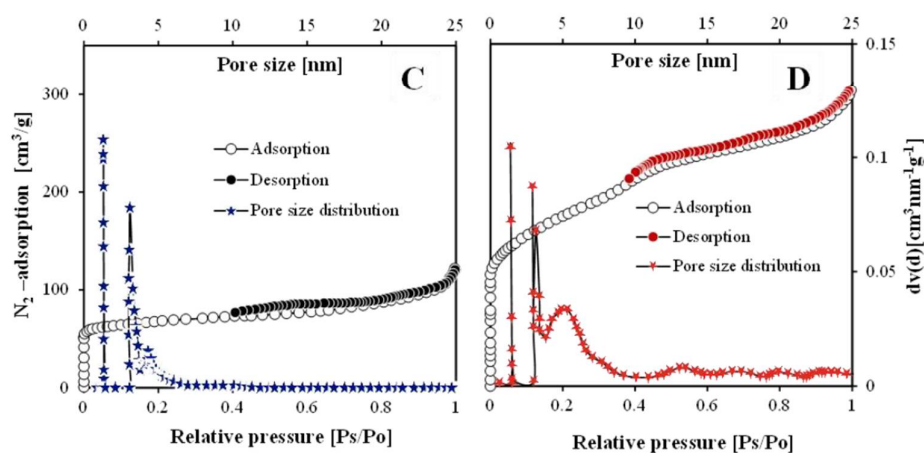 0 5 10 15 20 25
Pore size [nm]
C
N2 –adsorption [cm3/g]
300
200
100
0
Adsorption
Desorption
Pore size distribution
0 0.2 0.4 0.6 0.8 1
Relative pressure [Ps/Po]
0 5 10 15 20 25
Pore size [nm]
D
Adsorption
Desorption
Pore size distribution
0.15
0.1
0.05
0
dv(d)[cm3nm-1g-1]
0 0.2 0.4 0.6 0.8 1
Relative pressure [Ps/Po]